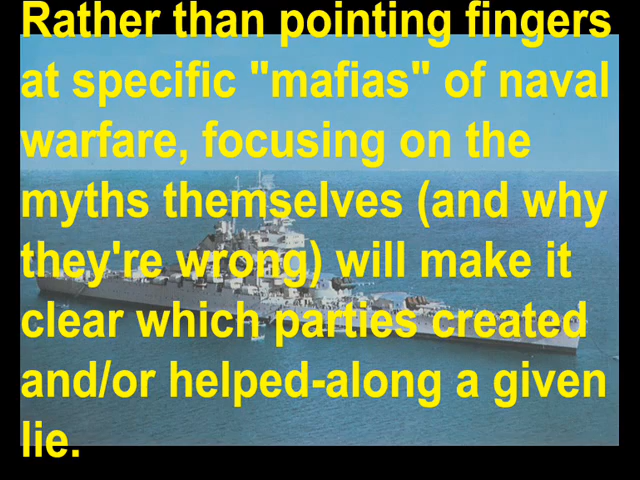 Rather than pointing fingers
at specific "mafias" of naval
warfare, focusing on the
myths themselves (and why
they're wrong) will make it
clear which parties created
and/or helped-along a given
lie.